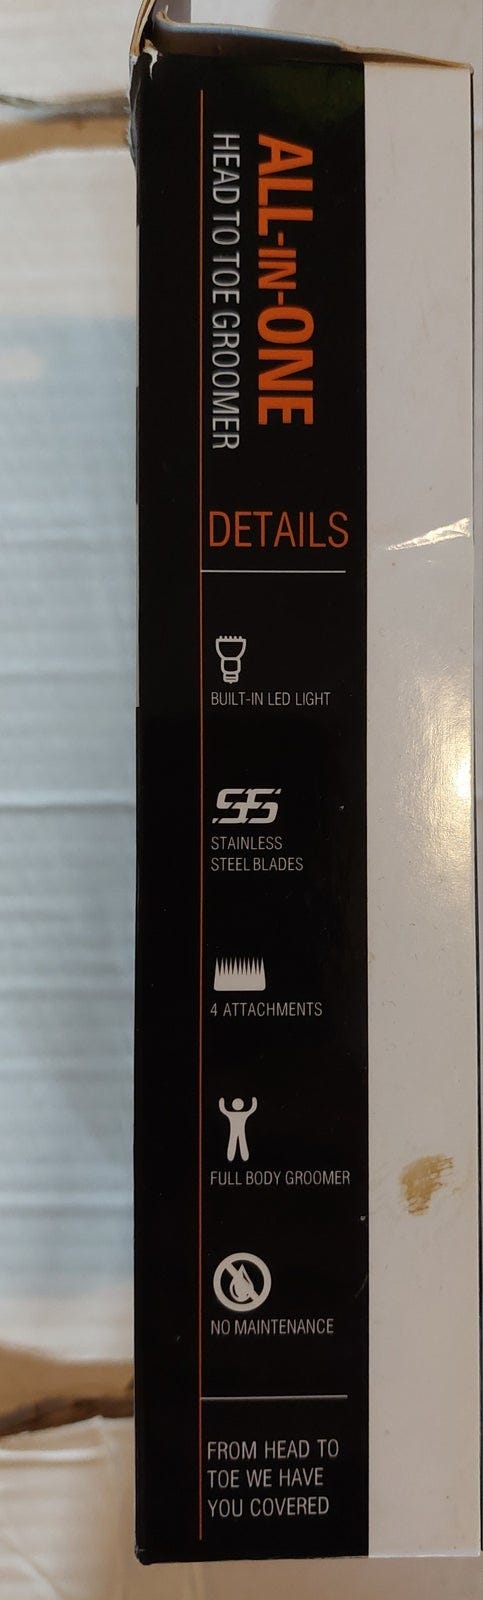 ALL-IN-ONE
HEAD TO TOE GROOMER
DETAILS
BUILT-IN LED LIGHT
SS
STAINLESS
STEEL BLADES
4 ATTACHMENTS
FULL BODY GROOMER
NO MAINTENANCE
FROM HEAD TO
TOE WE HAVE
YOU COVERED